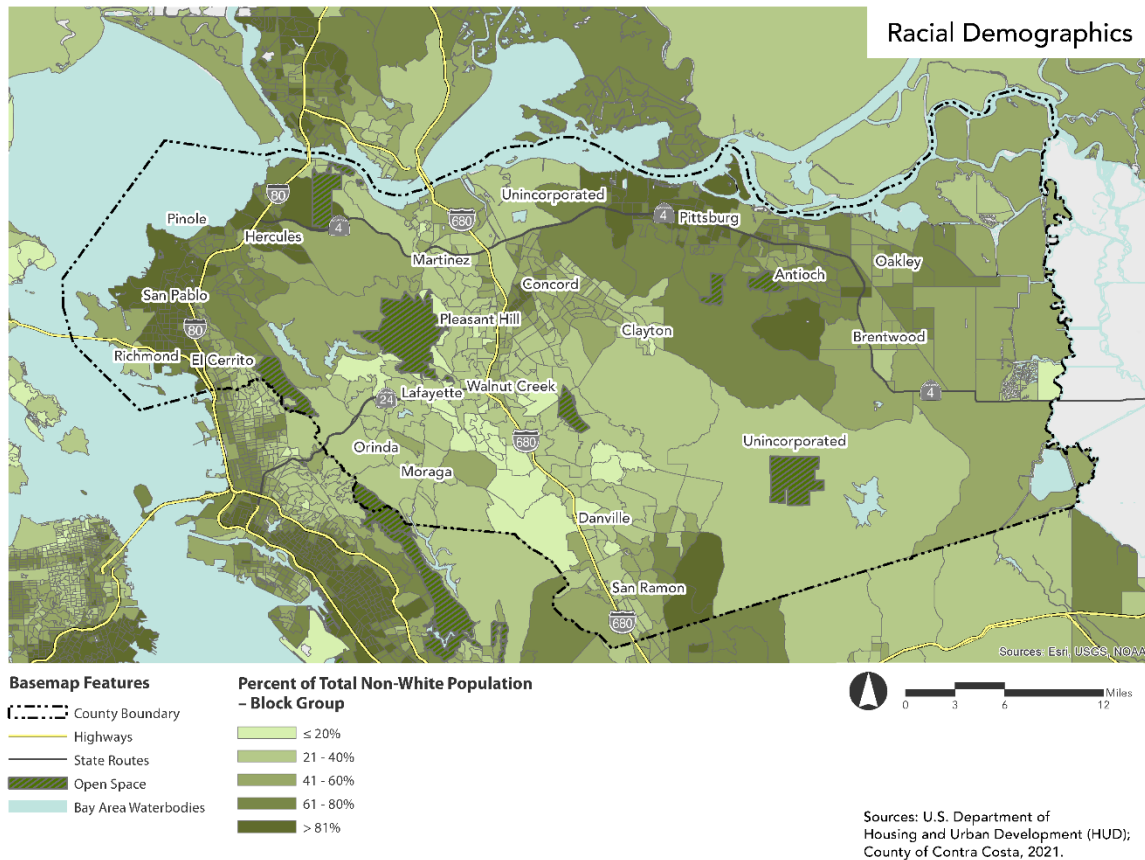 Racial Demographics
Unincorporated
80
Pinole
4
Pittsburg
680
Hercules
4
Martinez
Oakley
Antioch
Concord
San Pablo
Pleasant Hill
80
Clayton
Brentwood
Richmond
El Cerrito
Walnut Creek
Lafayette
24
4
680
Unincorporated
Orinda
Moraga
Danville
San Ramon
680
Sources: Esri, USGS, NOAA
Basemap Features
County Boundary
Highways
State Routes
Open Space
Bay Area Waterbodies
Percent of Total Non-White Population
– Block Group
≤ 20%
21 - 40%
41 - 60%
61 - 80%
> 81%
Miles
0 3 6 12
Sources: U.S. Department of
Housing and Urban Development (HUD);
County of Contra Costa, 2021.